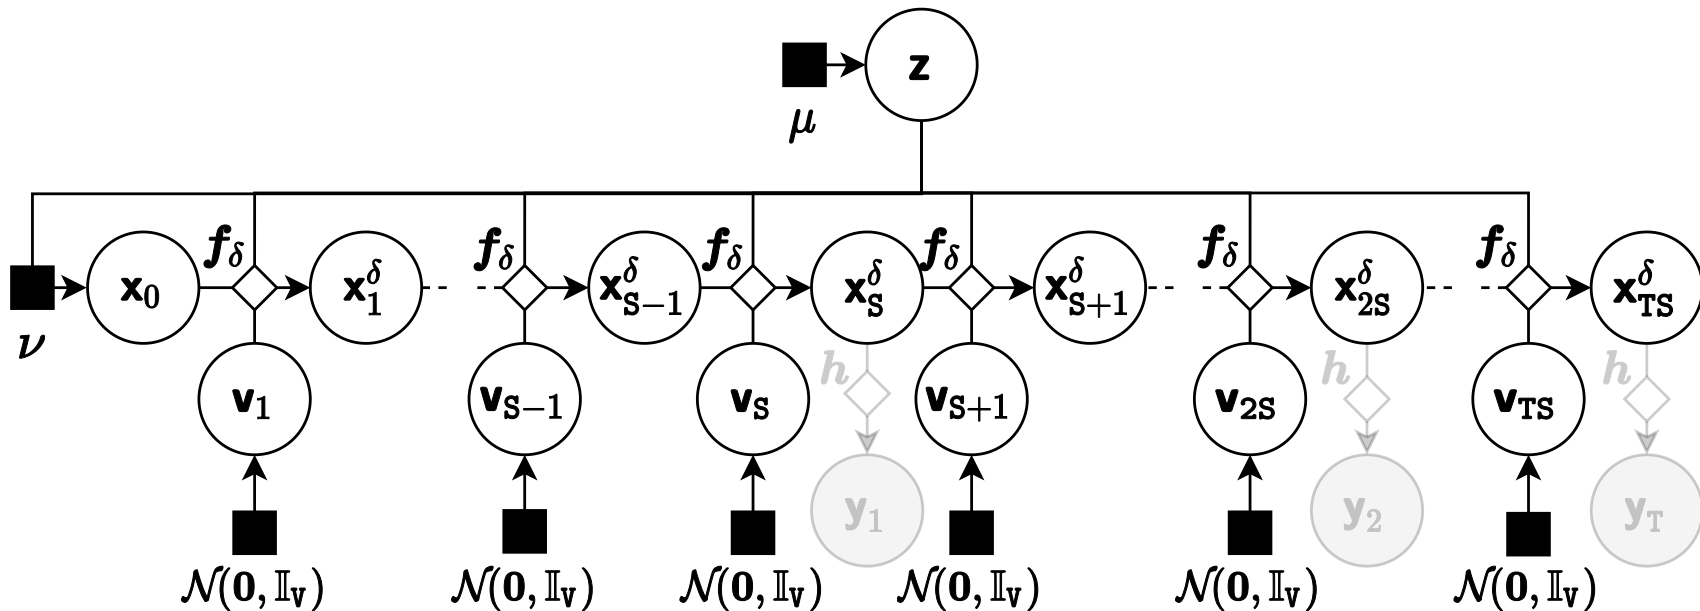 z
μ
f_δ f_δ f_δ f_δ f_δ f_δ
x_0 x_1^δ x_{S−1}^δ x_S^δ x_{S+1}^δ x_{2S}^δ x_{TS}^δ
ν
h h h
v_1 v_{S−1} v_S v_{S+1} v_{2S} v_{TS}
y_1 y_2 y_T
𝒩(0, 𝕀_V) 𝒩(0, 𝕀_V) 𝒩(0, 𝕀_V) 𝒩(0, 𝕀_V) 𝒩(0, 𝕀_V) 𝒩(0, 𝕀_V)